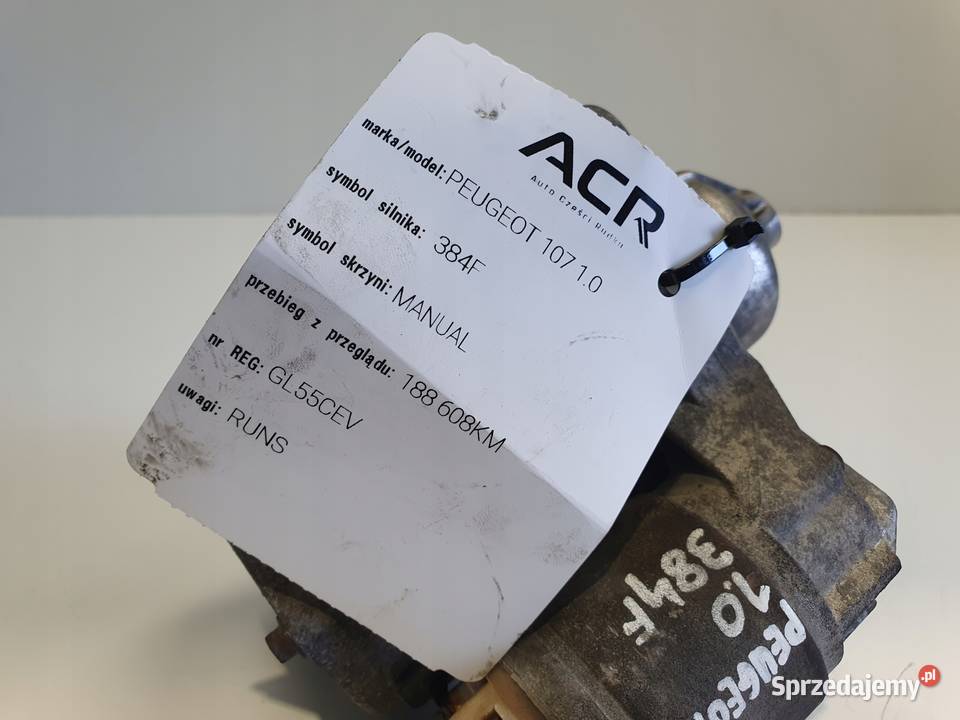 ACR
Auto Części Rudka
marka/model: PEUGEOT 107 1.0
symbol silnika: 384F
symbol skrzyni: MANUAL
przebieg z przeglądu: 188 608KM
nr REG: GL55CEV
uwagi: RUNS
PEUGEOT
1.0
384F
Sprzedajemy.pl